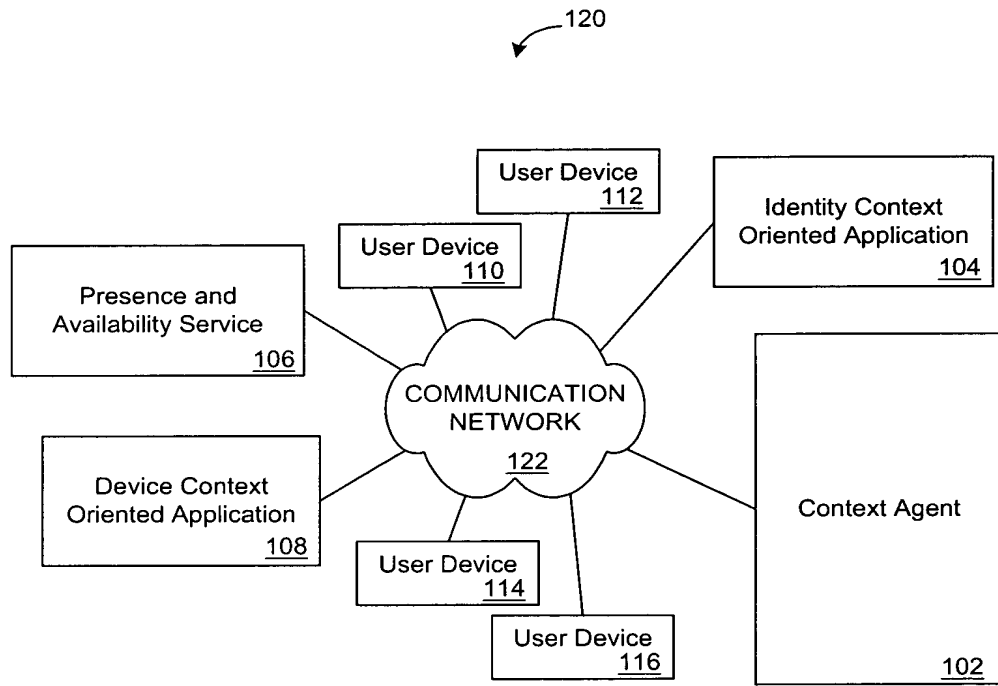 120
User Device
112
Identity Context
Oriented Application
104
User Device
110
Presence and
Availability Service
106
COMMUNICATION
NETWORK
122
Context Agent
102
Device Context
Oriented Application
108
User Device
114
User Device
116